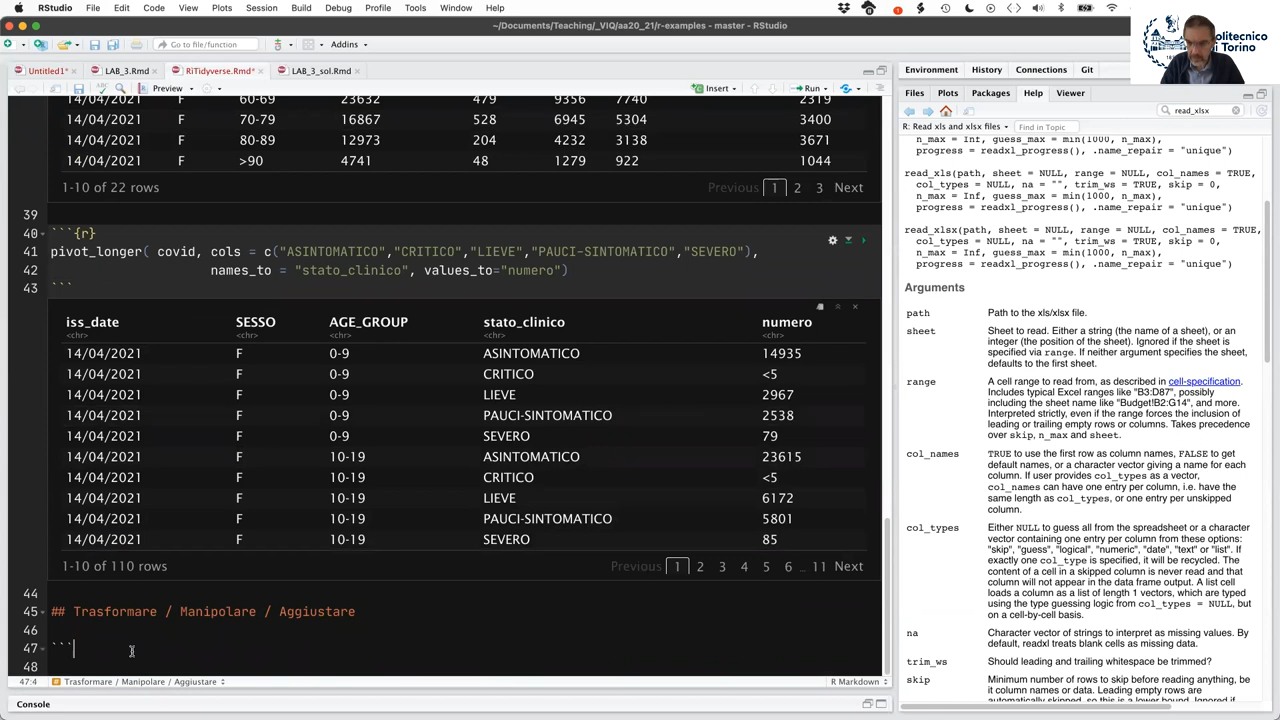 RStudio File Edit Code View Plots Session Build Debug Profile Tools Window Help
~/Documents/Teaching/_VIQ/aa20_21/r-examples - master - RStudio
Go to file/function Addins
Politecnico
di Torino
Untitled1* LAB_3.Rmd RiTidyverse.Rmd* LAB_3_sol.Rmd
Preview Insert Run
14/04/2021 F 60-69 23632 479 9356 7740 2319
14/04/2021 F 70-79 16867 528 6945 5304 3400
14/04/2021 F 80-89 204 4232 3138 3671
14/04/2021 F >90 4741 48 1279 922 1044
1-10 of 22 rows Previous 1 2 3 Next
39
40 ```{r}
41 pivot_longer( covid, cols = c("ASINTOMATICO","CRITICO","LIEVE","PAUCI-SINTOMATICO","SEVERO"),
42 names_to = "stato_clinico", values_to="numero")
43 ```
iss_date SESSO AGE_GROUP stato_clinico numero
<chr> <chr> <chr> <chr> <chr>
14/04/2021 F 0-9 ASINTOMATICO 14935
14/04/2021 F 0-9 CRITICO <5
14/04/2021 F 0-9 LIEVE 2967
14/04/2021 F 0-9 PAUCI-SINTOMATICO 2538
14/04/2021 F 0-9 SEVERO 79
14/04/2021 F 10-19 ASINTOMATICO 23615
14/04/2021 F 10-19 CRITICO <5
14/04/2021 F 10-19 LIEVE 6172
14/04/2021 F 10-19 PAUCI-SINTOMATICO 5801
14/04/2021 F 10-19 SEVERO 85
1-10 of 110 rows Previous 1 2 3 4 5 6 ... 11 Next
44
45 ## Trasformare / Manipolare / Aggiustare
46
47 ```
48
47:4 Trasformare / Manipolare / Aggiustare R Markdown
Console
Environment History Connections Git
Files Plots Packages Help Viewer
read_xlsx
R: Read xls and xlsx files Find in Topic
n_max = Inf, guess_max = min(1000, n_max),
progress = readxl_progress(), .name_repair = "unique")
read_xls(path, sheet = NULL, range = NULL, col_names = TRUE,
col_types = NULL, na = "", trim_ws = TRUE, skip = 0,
n_max = Inf, guess_max = min(1000, n_max),
progress = readxl_progress(), .name_repair = "unique")
read_xlsx(path, sheet = NULL, range = NULL, col_names = TRUE,
col_types = NULL, na = "", trim_ws = TRUE, skip = 0,
n_max = Inf, guess_max = min(1000, n_max),
progress = readxl_progress(), .name_repair = "unique")
Arguments
path Path to the xls/xlsx file.
sheet Sheet to read. Either a string (the name of a sheet), or an
integer (the position of the sheet). Ignored if the sheet is
specified via range. If neither argument specifies the sheet,
defaults to the first sheet.
range A cell range to read from, as described in cell-specification.
Includes typical Excel ranges like "B3:D87", possibly
including the sheet name like "Budget!B2:G14", and more.
Interpreted strictly, even if the range forces the inclusion of
leading or trailing empty rows or columns. Takes precedence
over skip, n_max and sheet.
col_names TRUE to use the first row as column names, FALSE to get
default names, or a character vector giving a name for each
column. If user provides col_types as a vector,
col_names can have one entry per column, i.e. have the
same length as col_types, or one entry per unskipped
column.
col_types Either NULL to guess all from the spreadsheet or a character
vector containing one entry per column from these options:
"skip", "guess", "logical", "numeric", "date", "text" or "list". If
exactly one col_type is specified, it will be recycled. The
content of a cell in a skipped column is never read and that
column will not appear in the data frame output. A list cell
loads a column as a list of length 1 vectors, which are typed
using the type guessing logic from col_types = NULL, but
on a cell-by-cell basis.
na Character vector of strings to interpret as missing values. By
default, readxl treats blank cells as missing data.
trim_ws Should leading and trailing whitespace be trimmed?
skip Minimum number of rows to skip before reading anything, be
it column names or data. Leading empty rows are
automatically skipped, so this is a lower bound. Ignored if